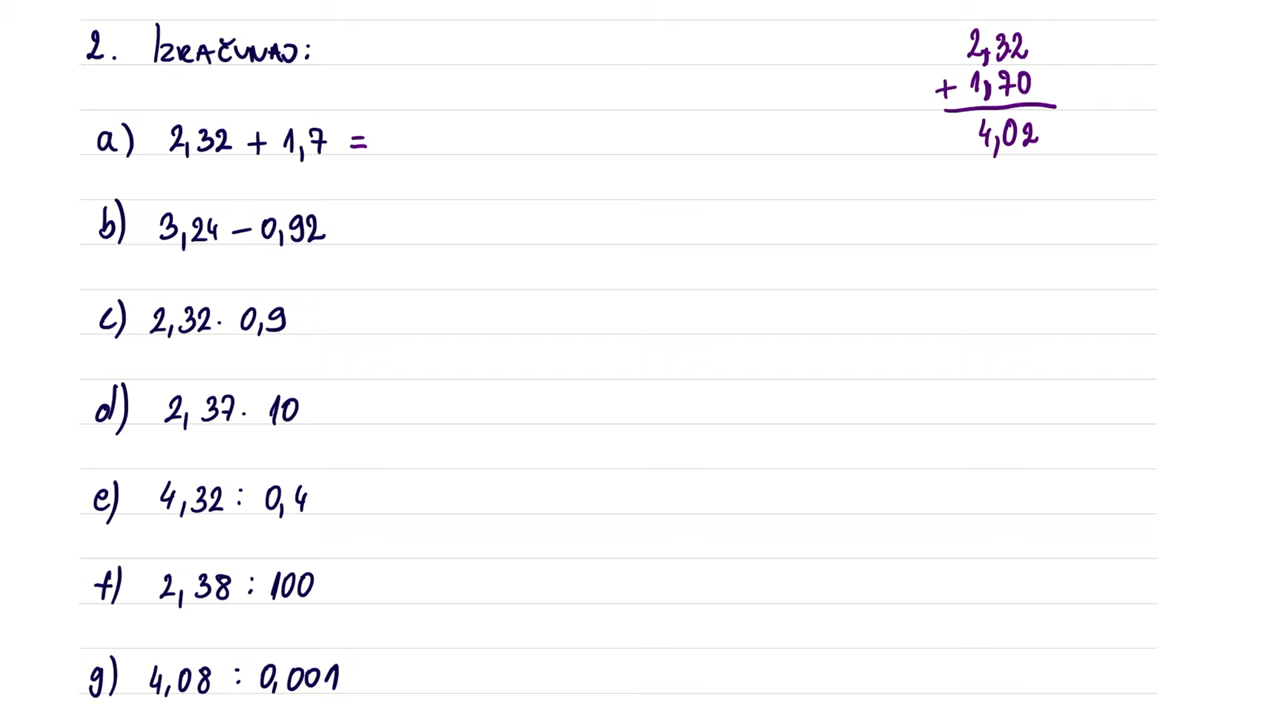 2. IZRAČUNAJ:
a) 2,32 + 1,7 =
b) 3,24 - 0,92
c) 2,32 · 0,9
d) 2,37 · 10
e) 4,32 : 0,4
f) 2,38 : 100
g) 4,08 : 0,001
2,32
+ 1,70
4,02